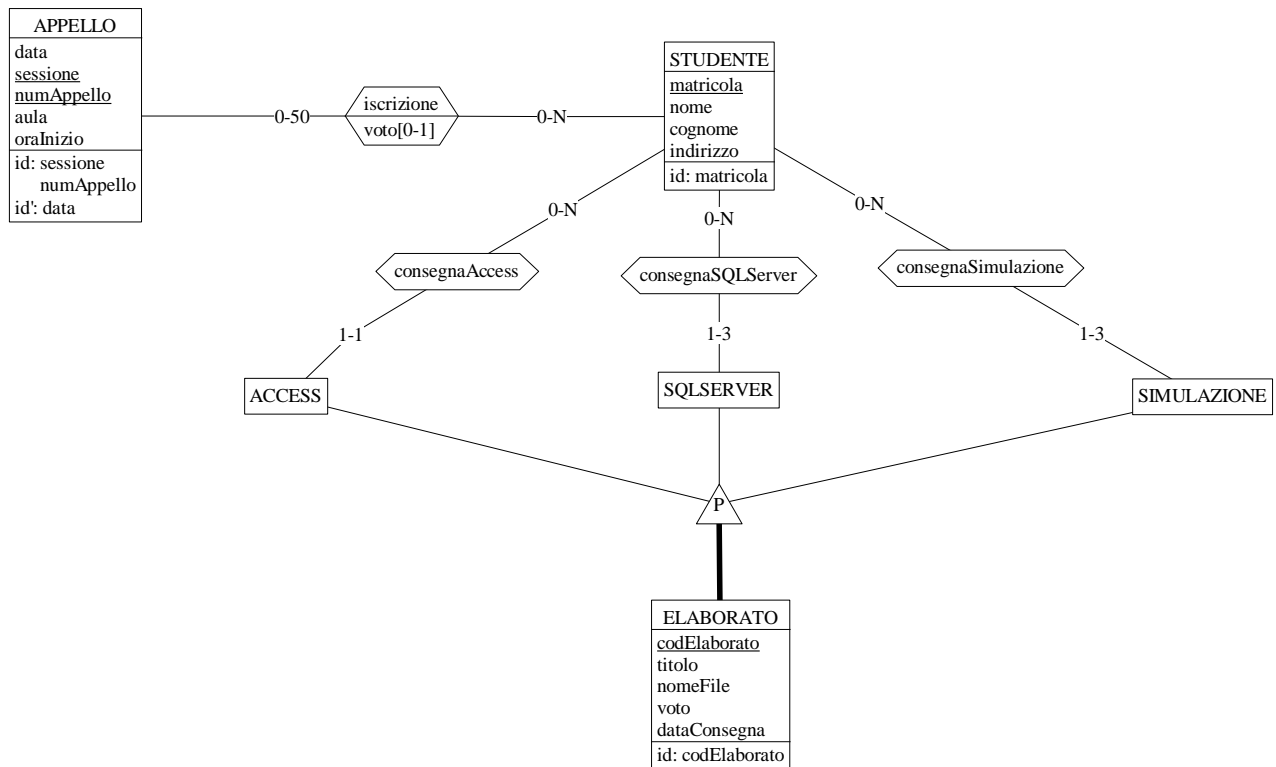 APPELLO
data
sessione
numAppello
aula
oraInizio
id: sessione
numAppello
id': data
0-50
iscrizione
voto[0-1]
0-N
STUDENTE
matricola
nome
cognome
indirizzo
id: matricola
0-N
0-N
0-N
consegnaAccess
consegnaSQLServer
consegnaSimulazione
1-1
1-3
1-3
ACCESS
SQLSERVER
SIMULAZIONE
P
ELABORATO
codElaborato
titolo
nomeFile
voto
dataConsegna
id: codElaborato